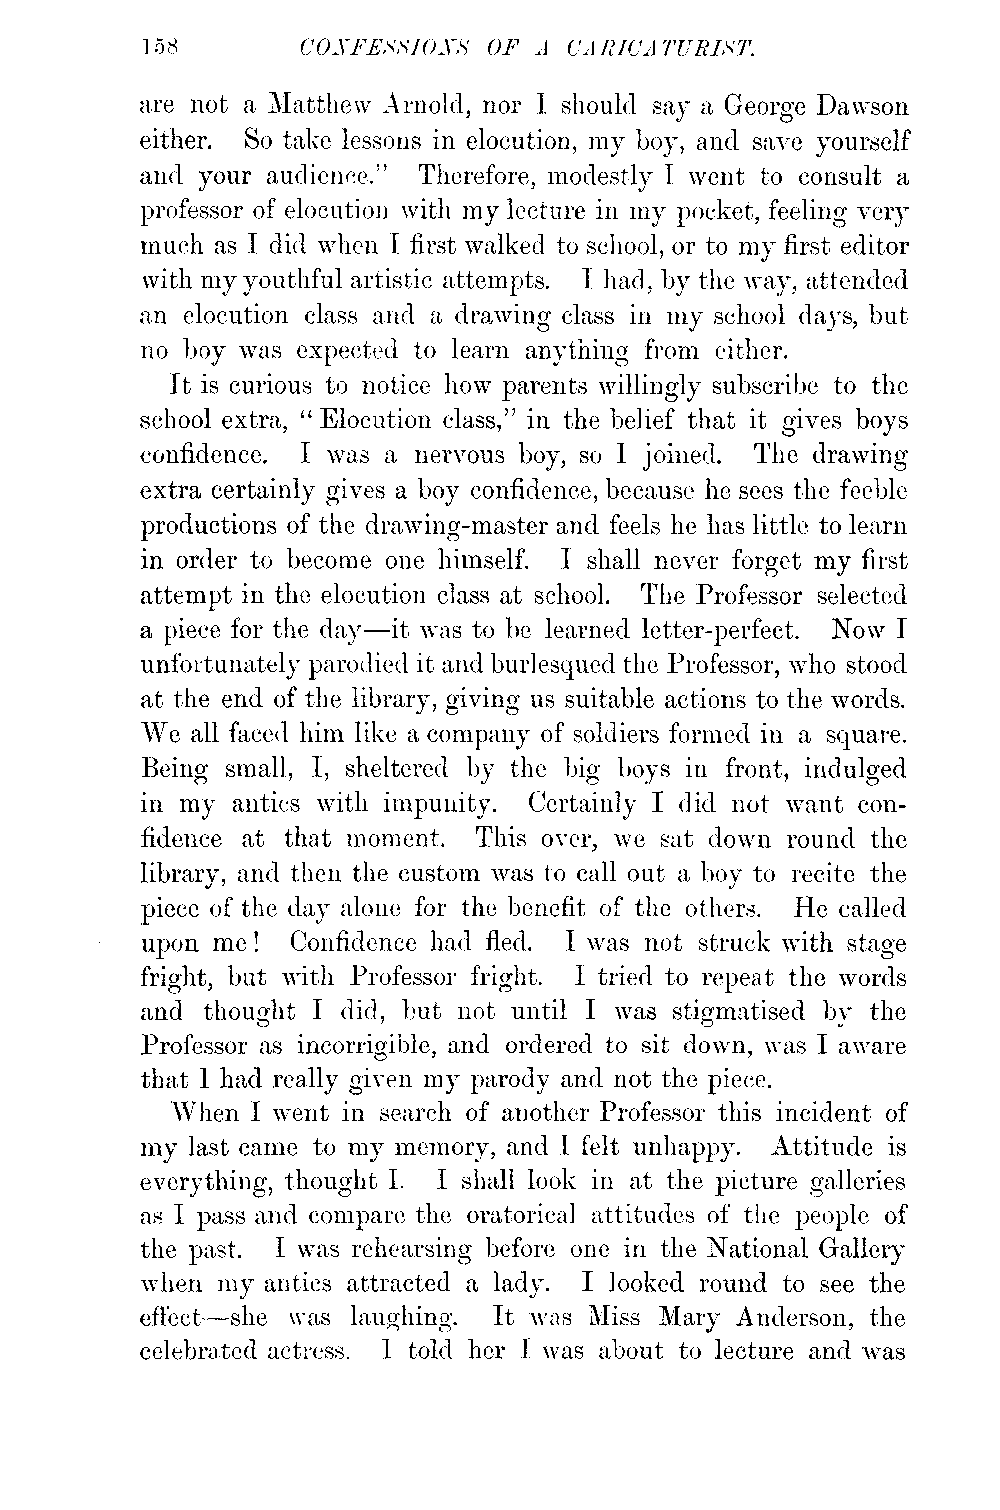 158 CONFESSIONS OF A CARICATURIST.
are not a Matthew Arnold, nor I should say a George Dawson
either. So take lessons in elocution, my boy, and save yourself
and your audience.” Therefore, modestly I went to consult a
professor of elocution with my lecture in my pocket, feeling very
much as I did when I first walked to school, or to my first editor
with my youthful artistic attempts. I had, by the way, attended
an elocution class and a drawing class in my school days, but
no boy was expected to learn anything from either.
It is curious to notice how parents willingly subscribe to the
school extra, “ Elocution class,” in the belief that it gives boys
confidence. I was a nervous boy, so I joined. The drawing
extra certainly gives a boy confidence, because he sees the feeble
productions of the drawing-master and feels he has little to learn
in order to become one himself. I shall never forget my first
attempt in the elocution class at school. The Professor selected
a piece for the day—it was to be learned letter-perfect. Now I
unfortunately parodied it and burlesqued the Professor, who stood
at the end of the library, giving us suitable actions to the words.
We all faced him like a company of soldiers formed in a square.
Being small, I, sheltered by the big boys in front, indulged
in my antics with impunity. Certainly I did not want con-
fidence at that moment. This over, we sat down round the
library, and then the custom was to call out a boy to recite the
piece of the day alone for the benefit of the others. He called
upon me! Confidence had fled. I was not struck with stage
fright, but with Professor fright. I tried to repeat the words
and thought I did, but not until I was stigmatised by the
Professor as incorrigible, and ordered to sit down, was I aware
that I had really given my parody and not the piece.
When I went in search of another Professor this incident of
my last came to my memory, and I felt unhappy. Attitude is
everything, thought I. I shall look in at the picture galleries
as I pass and compare the oratorical attitudes of the people of
the past. I was rehearsing before one in the National Gallery
when my antics attracted a lady. I looked round to see the
effect—she was laughing. It was Miss Mary Anderson, the
celebrated actress. I told her I was about to lecture and was